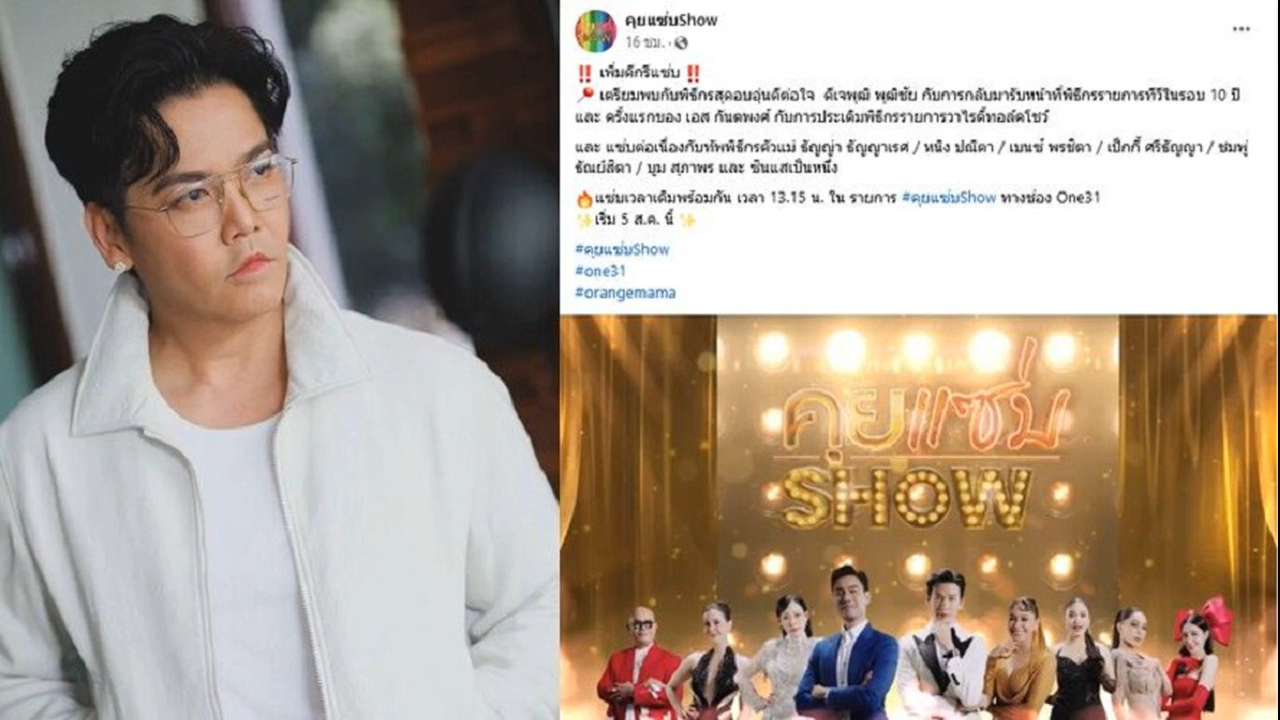 คุยแซ่บShow
16 ชม.
‼️ เพิ่มดีกรีแซ่บ ‼️
📍 เตรียมพบกับพิธีกรสุดอบอุ่นดีต่อใจ ดีเจพุฒิ พุฒิชัย กับการกลับมารับหน้าที่พิธีกรรายการทีวีในรอบ 10 ปี
และ ครั้งแรกของ เอส กันตพงศ์ กับการประเดิมพิธีกรรายการวาไรตี้ทอล์คโชว์
และ แซ่บต่อเนื่องกับทัพพิธีกรตัวแม่ ธัญญ่า ธัญญาเรศ / หนิง ปณิตา / เบนซ์ พรชิตา / เป็กกี้ ศรีธัญญา / ชมพู่
ธัณย์สิตา / บูม สุภาพร และ ซินแสเป็นหนึ่ง
🔥แซ่บเวลาเดิมพร้อมกัน เวลา 13.15 น. ใน รายการ #คุยแซ่บShow ทางช่อง One31
✨เริ่ม 5 ส.ค. นี้ ✨
#คุยแซ่บShow
#one31
#orangemama
คุยแซ่บ
SHOW